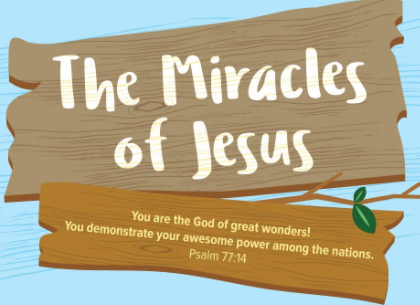 The Miracles
of Jesus
You are the God of great wonders!
You demonstrate your awesome power among the nations.
Psalm 77:14